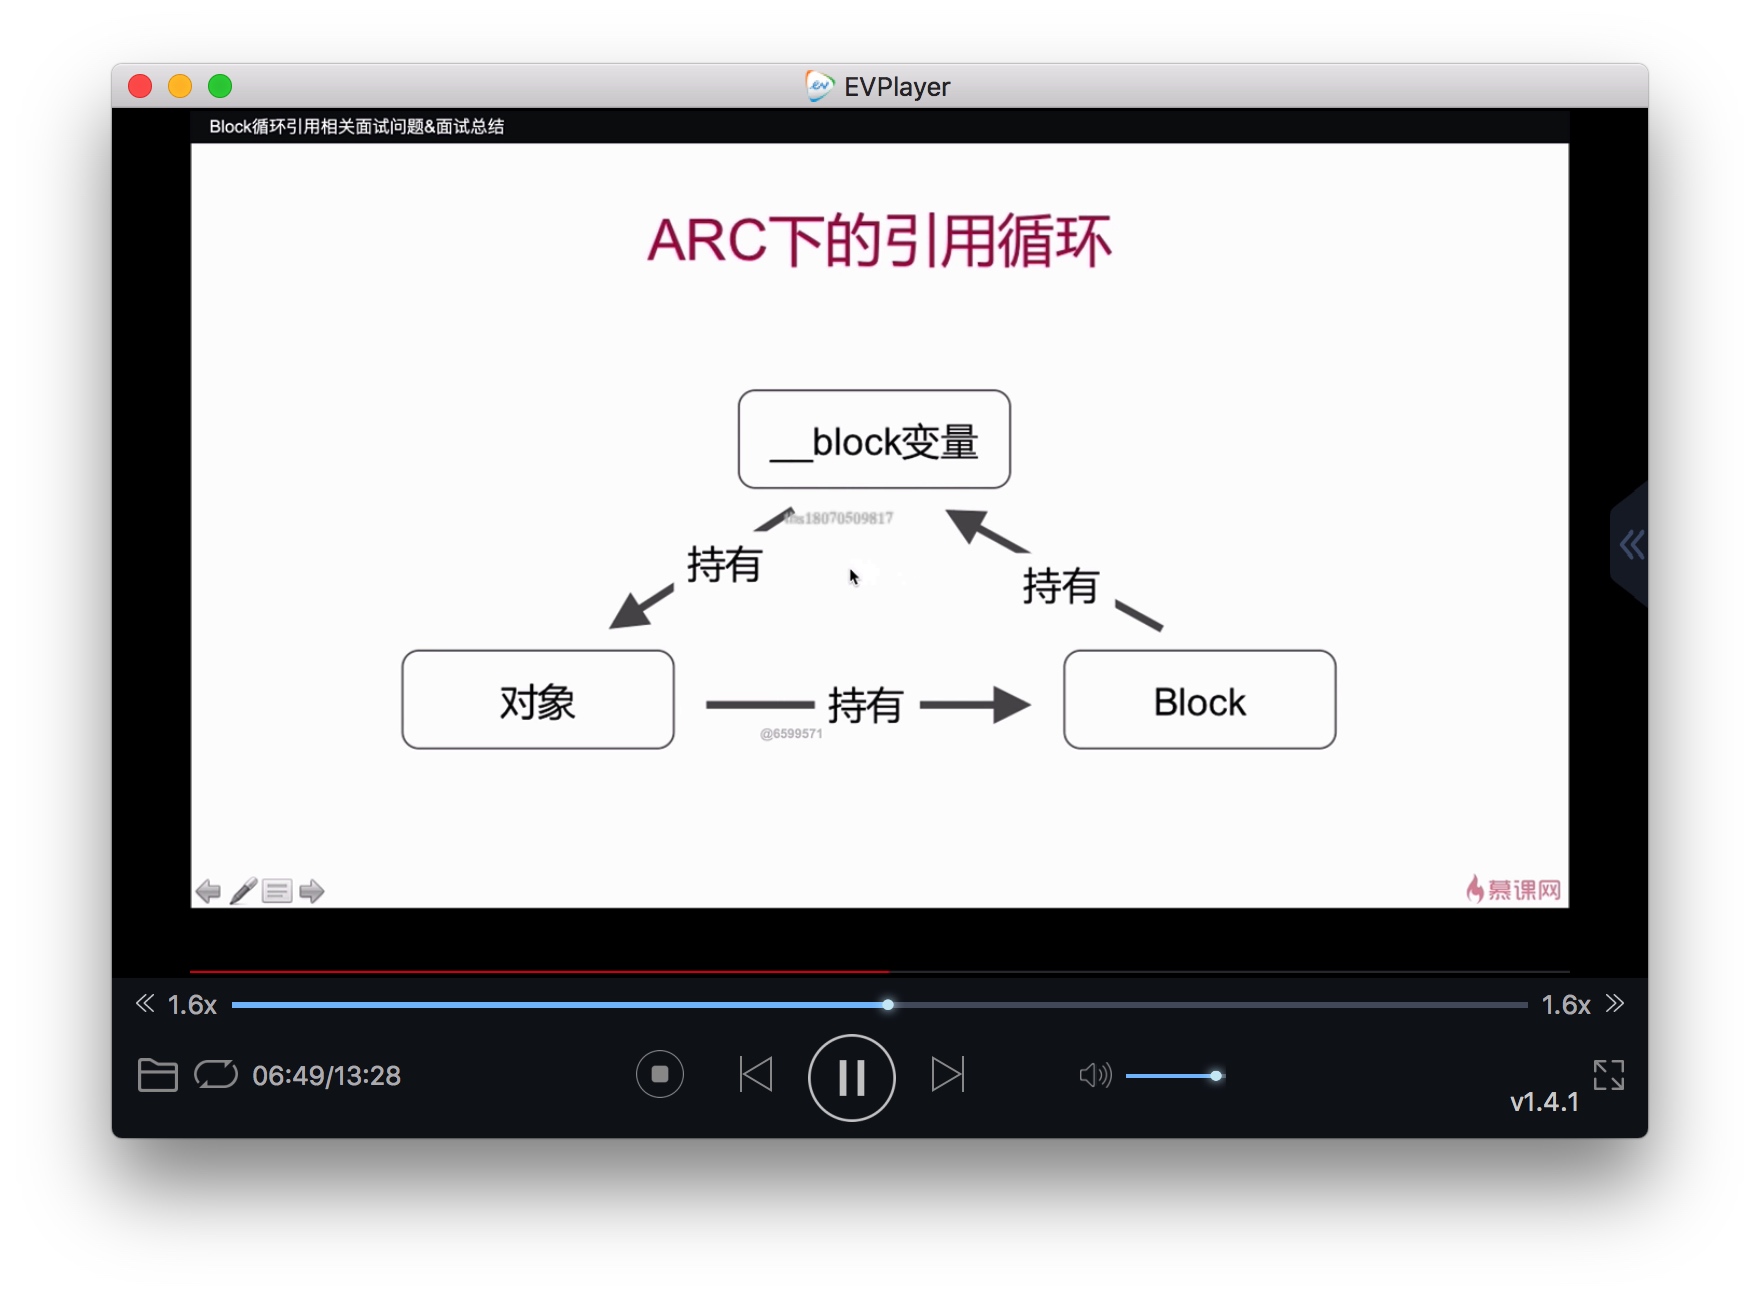 EVPlayer
Block循环引用相关面试问题&面试总结
ARC下的引用循环
__block变量
持有
持有
对象
持有
Block
@6599571
慕课网
1.6x
1.6x
06:49/13:28
v1.4.1